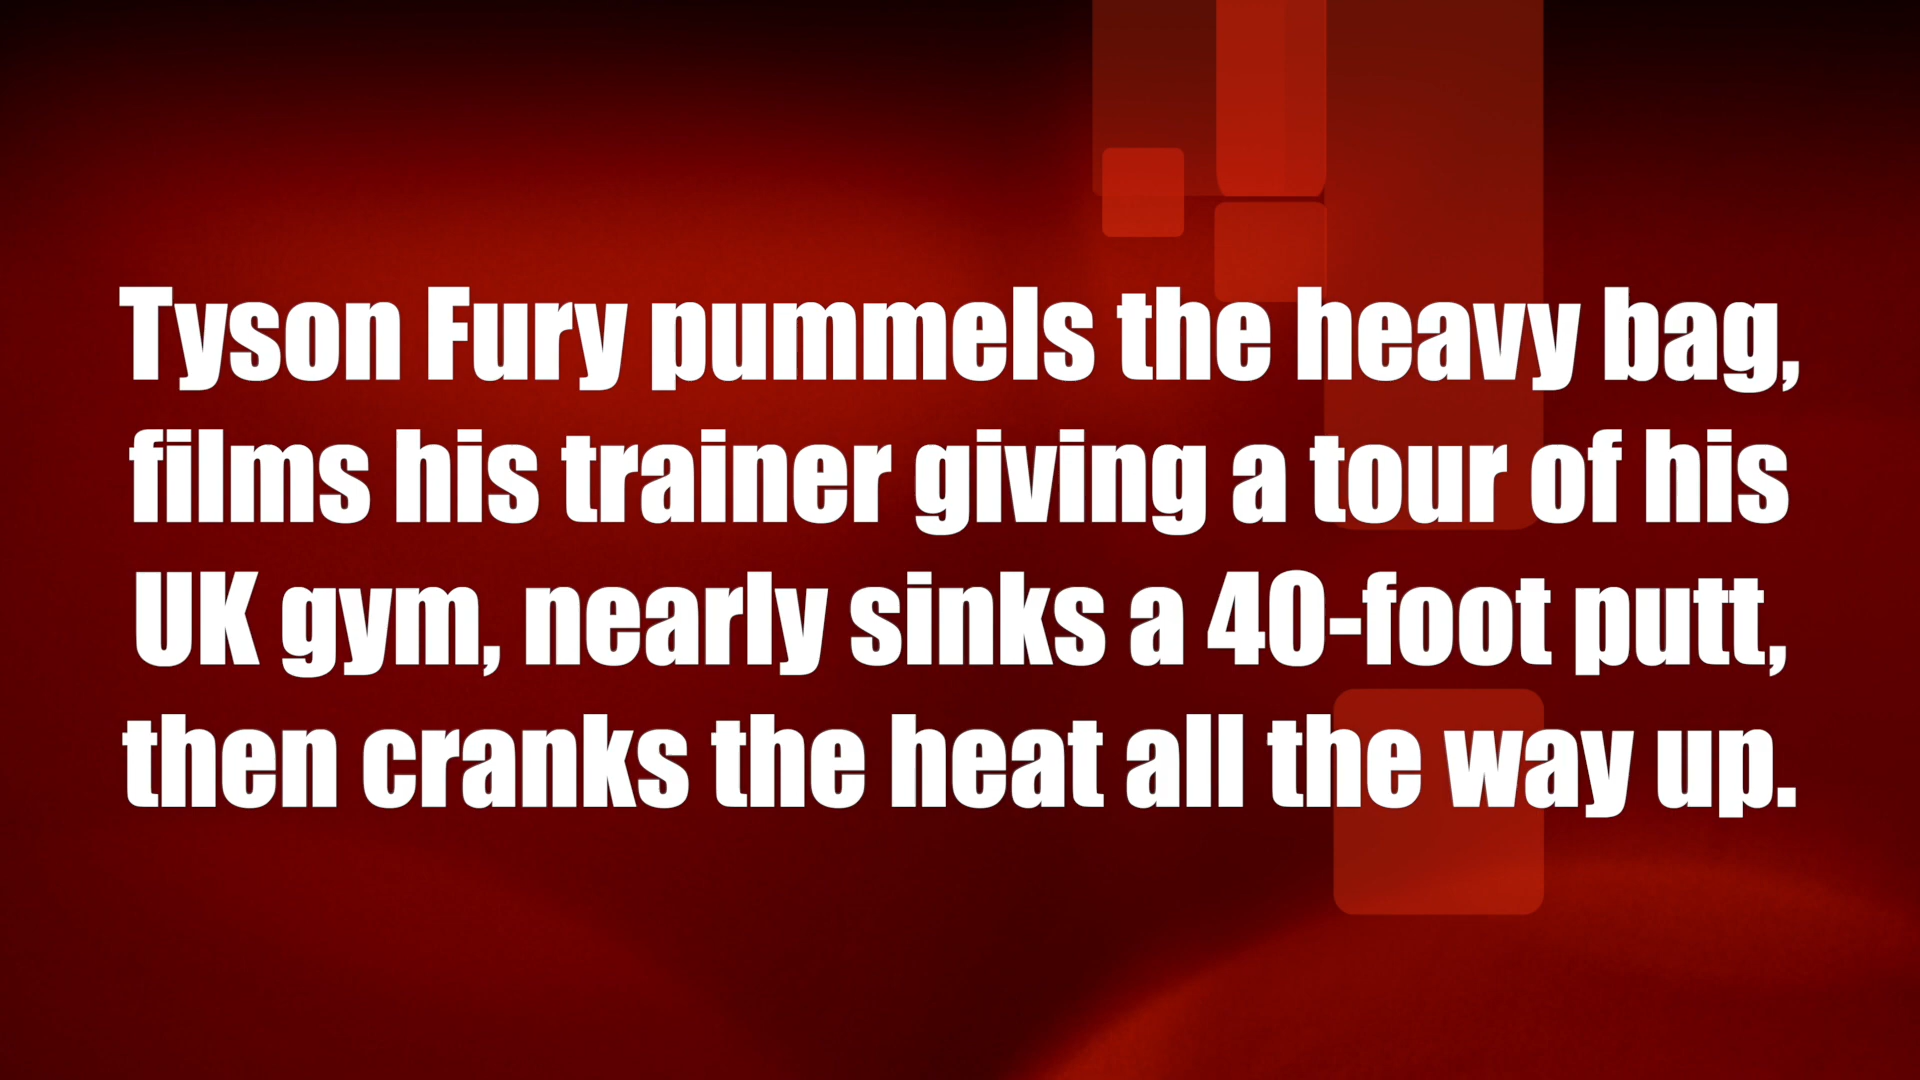 Tyson Fury pummels the heavy bag,
films his trainer giving a tour of his
UK gym, nearly sinks a 40-foot putt,
then cranks the heat all the way up.